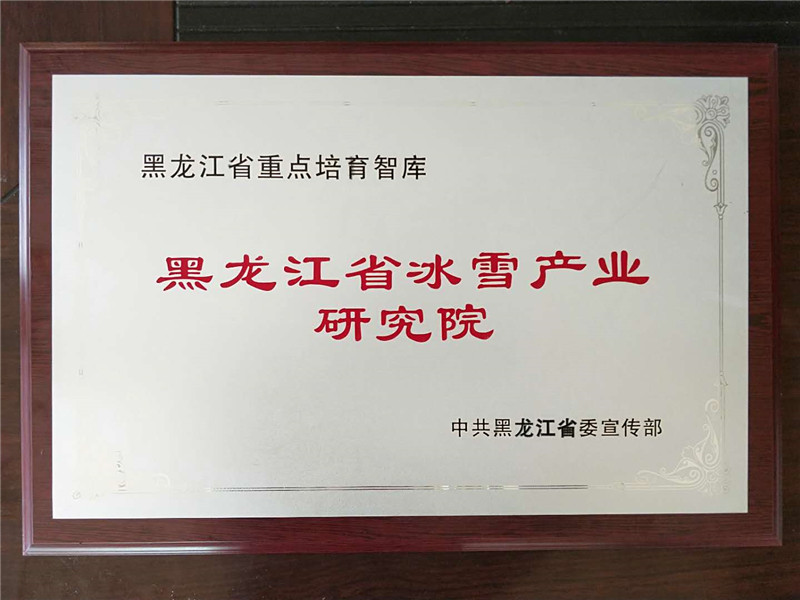 黑龙江省重点培育智库
黑龙江省冰雪产业
研究院
中共黑龙江省委宣传部